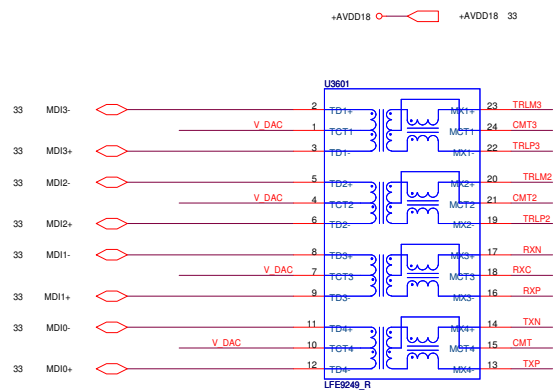 +AVDD18 +AVDD18 33
U3601
33 MDI3- 2 TD1+ MX1+ 23 TRLM3
V_DAC 1 TCT1 MCT1 24 CMT3
33 MDI3+ 3 TD1- MX1- 22 TRLP3
33 MDI2- 5 TD2+ MX2+ 20 TRLM2
V_DAC 4 TCT2 MCT2 21 CMT2
33 MDI2+ 6 TD2- MX2- 19 TRLP2
33 MDI1- 8 TD3+ MX3+ 17 RXN
V_DAC 7 TCT3 MCT3 18 RXC
33 MDI1+ 9 TD3- MX3- 16 RXP
33 MDI0- 11 TD4+ MX4+ 14 TXN
V_DAC 10 TCT4 MCT4 15 CMT
33 MDI0+ 12 TD4- MX4- 13 TXP
LFE9249_R